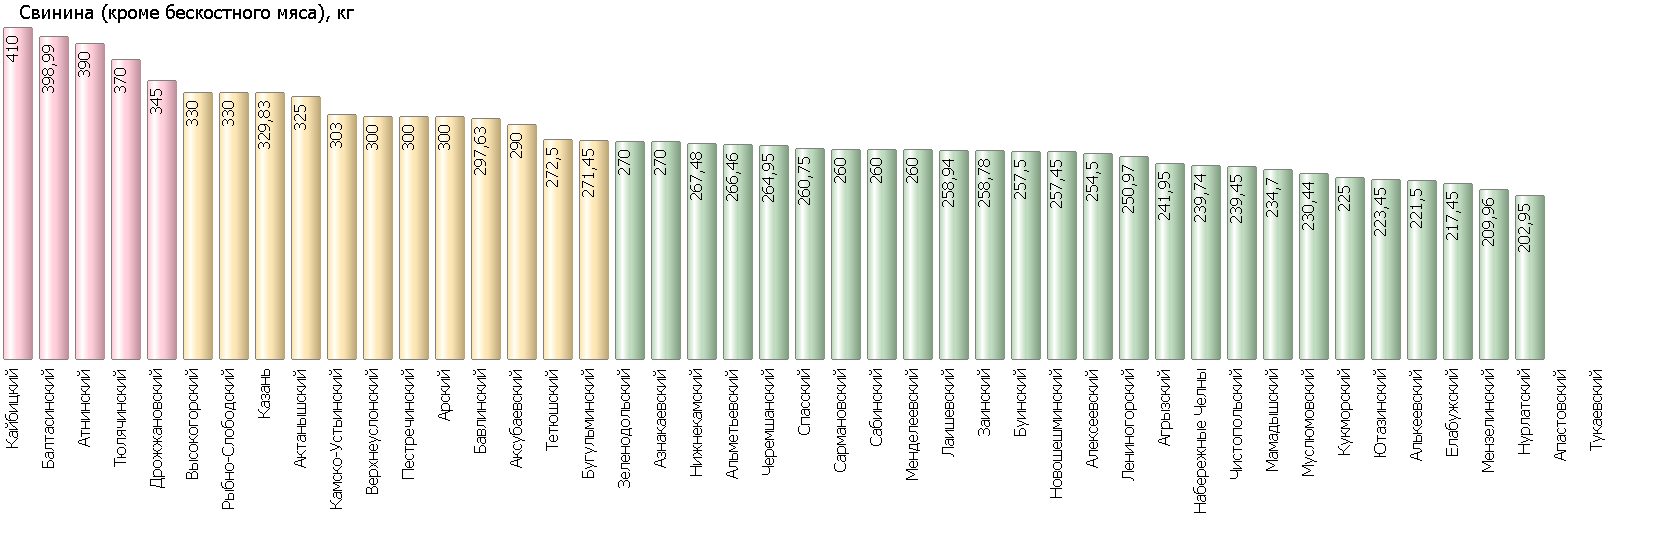 Свинина (кроме бескостного мяса), кг
410
398,99
390
370
345
330
330
329,83
325
303
300
300
300
297,63
290
272,5
271,45
270
270
267,48
266,46
264,95
260,75
260
260
260
258,94
258,78
257,5
257,45
254,5
250,97
241,95
239,74
239,45
234,7
230,44
225
223,45
221,5
217,45
209,96
202,95
Кайбицкий
Балтасинский
Атнинский
Тюлячинский
Дрожжановский
Высокогорский
Рыбно-Слободский
Казань
Актанышский
Камско-Устьинский
Верхнеуслонский
Пестречинский
Арский
Бавлинский
Аксубаевский
Тетюшский
Бугульминский
Зеленодольский
Азнакаевский
Нижнекамский
Альметьевский
Черемшанский
Спасский
Сармановский
Сабинский
Менделеевский
Лаишевский
Заинский
Буинский
Новошешминский
Алексеевский
Лениногорский
Агрызский
Набережные Челны
Чистопольский
Мамадышский
Муслюмовский
Кукморский
Ютазинский
Алькеевский
Елабужский
Мензелинский
Нурлатский
Апастовский
Тукаевский